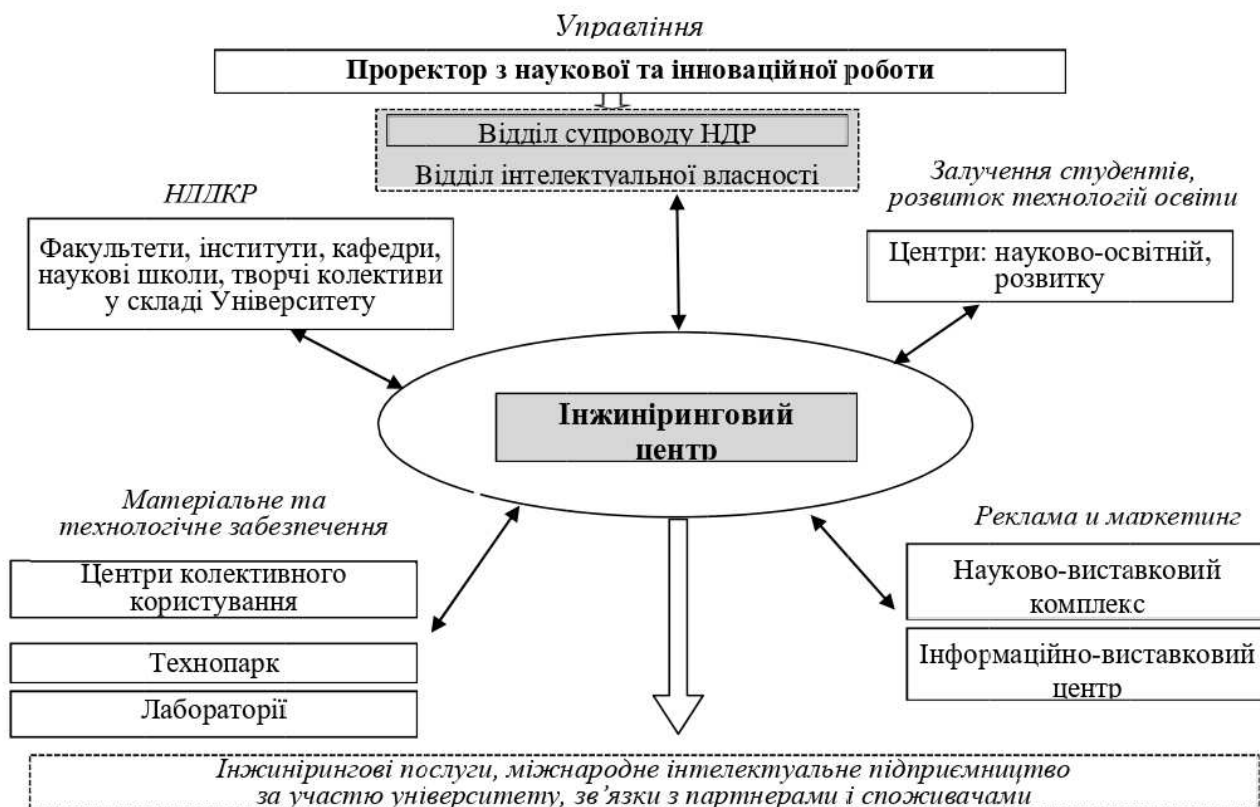 Управління
Проректор з наукової та інноваційної роботи
Відділ супроводу НДР
Відділ інтелектуальної власності
НДДКР
Факультети, інститути, кафедри,
наукові школи, творчі колективи
у складі Університету
Залучення студентів,
розвиток технологій освіти
Центри: науково-освітній,
розвитку
Інжиніринговий
центр
Матеріальне та
технологічне забезпечення
Центри колективного
користування
Технопарк
Лабораторії
Реклама и маркетинг
Науково-виставковий
комплекс
Інформаційно-виставковий
центр
Інжинірингові послуги, міжнародне інтелектуальне підприємництво
за участю університету, зв’язки з партнерами і споживачами